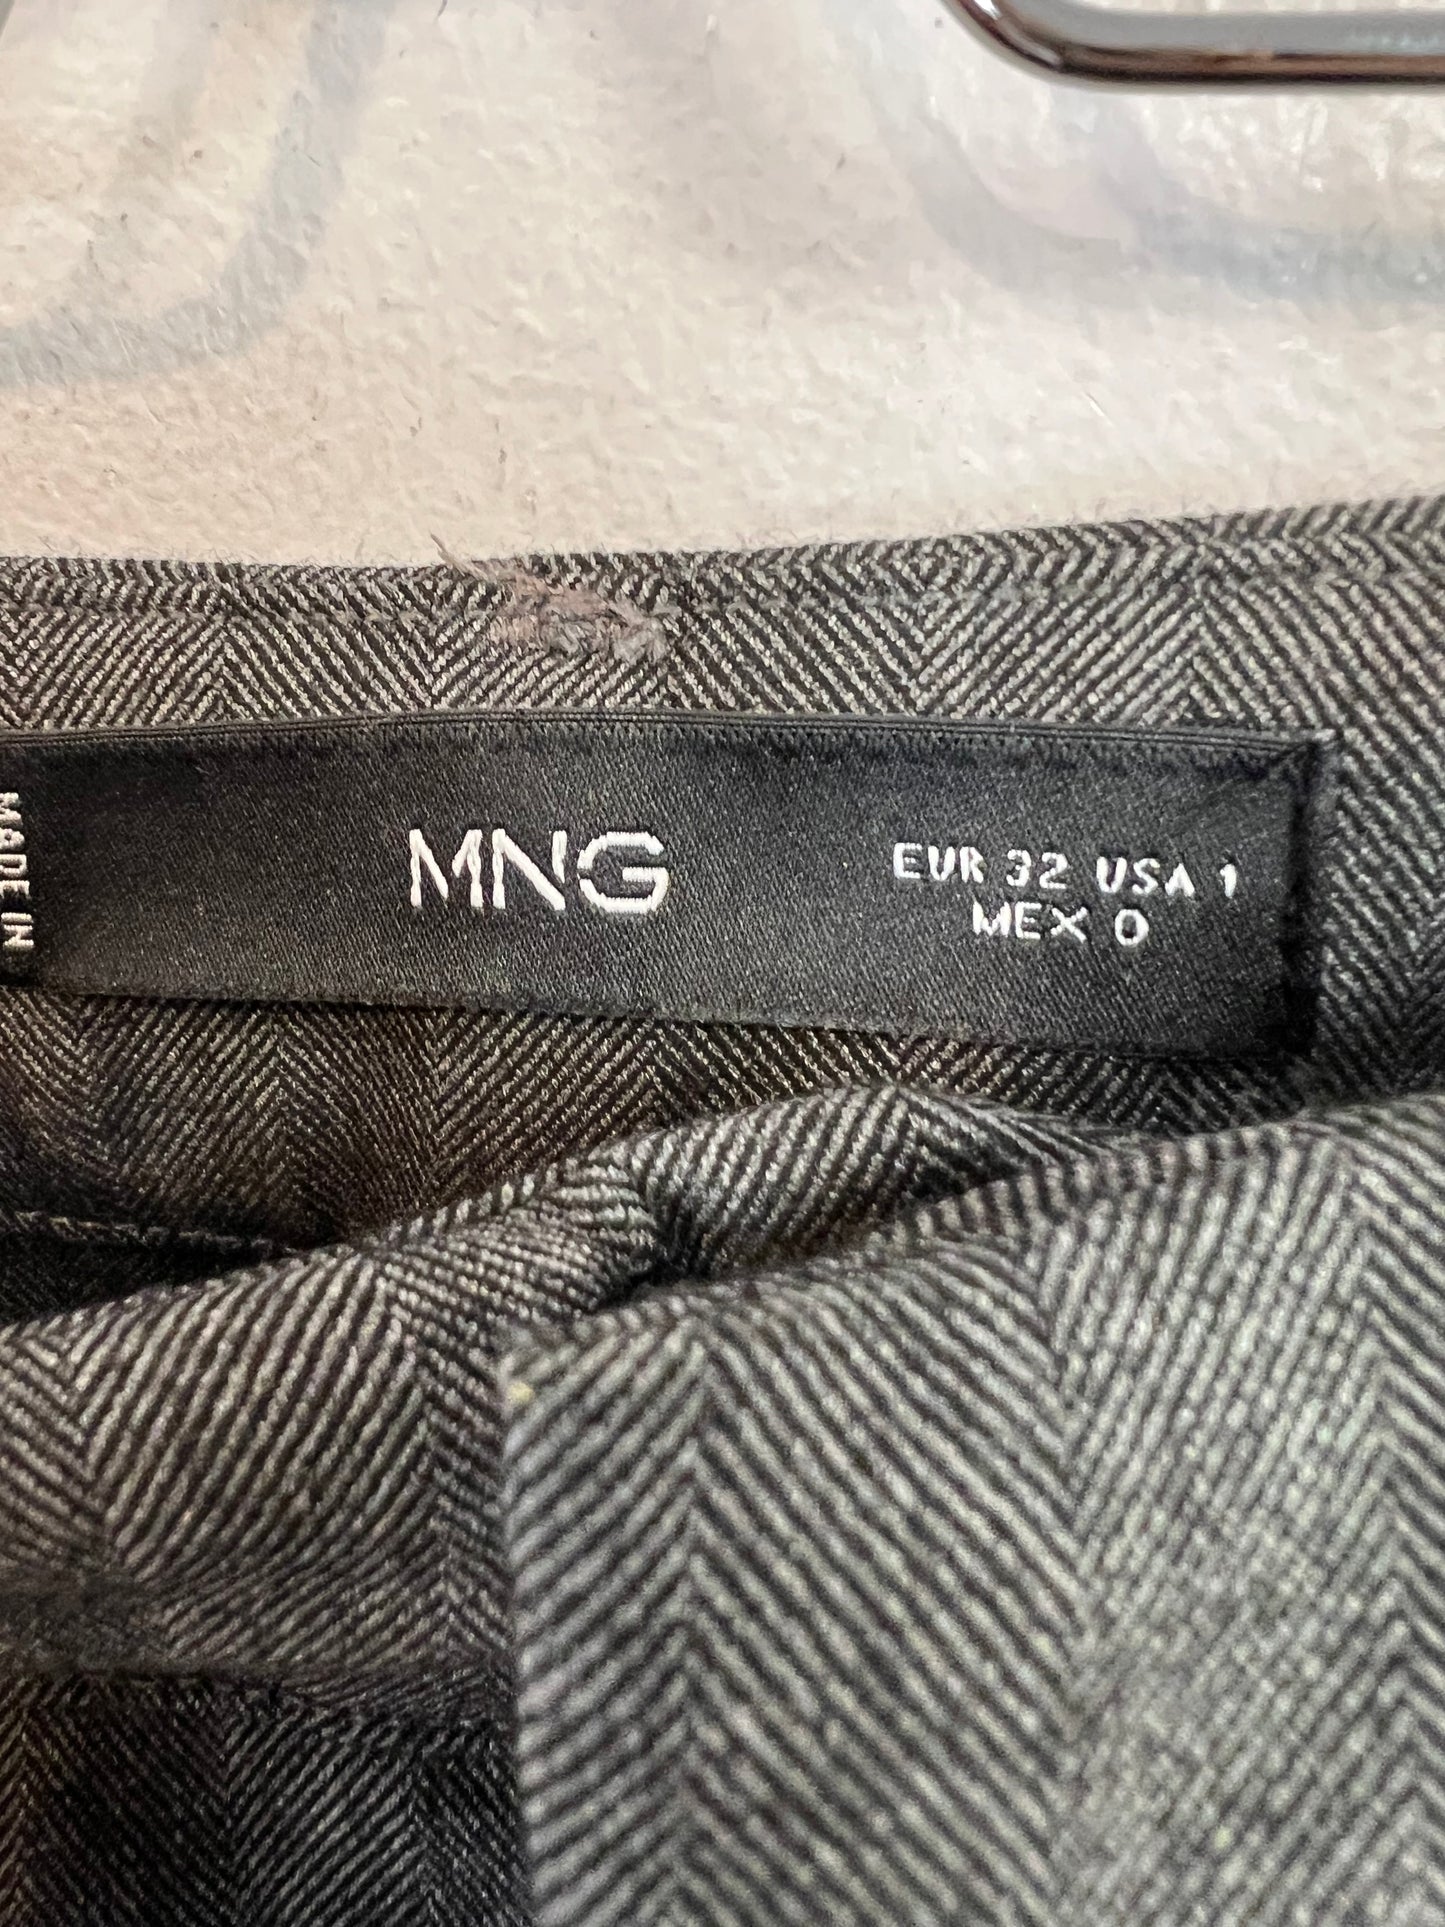 MADE IN
MNG
EUR 32 USA 1
MEX 0